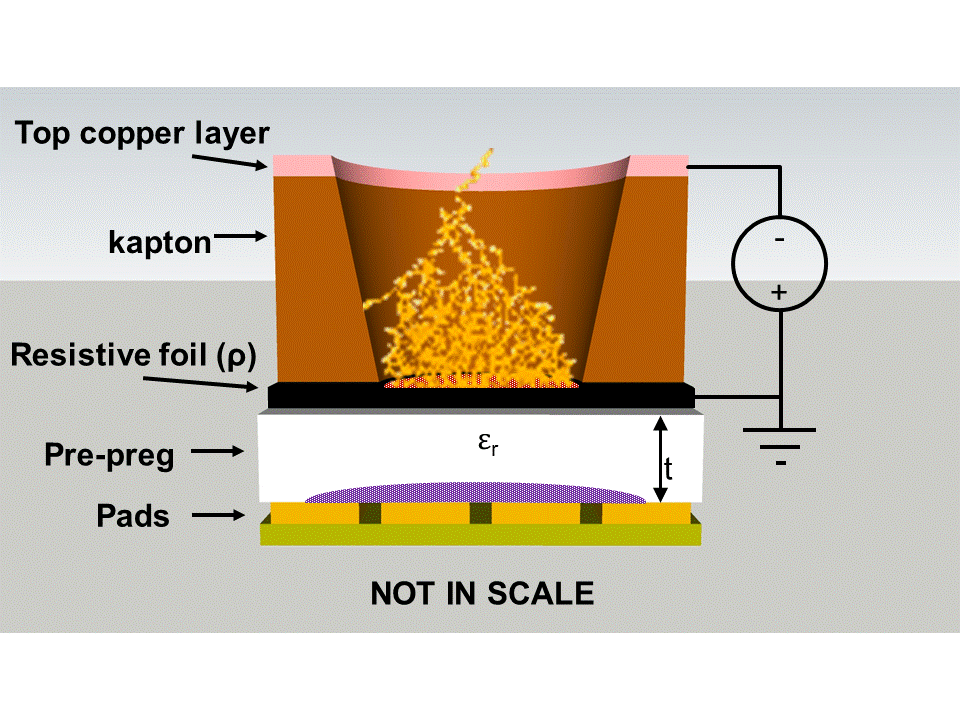 Top copper layer
kapton
-
+
Resistive foil (ρ)
Pre-preg
εr
t
Pads
NOT IN SCALE